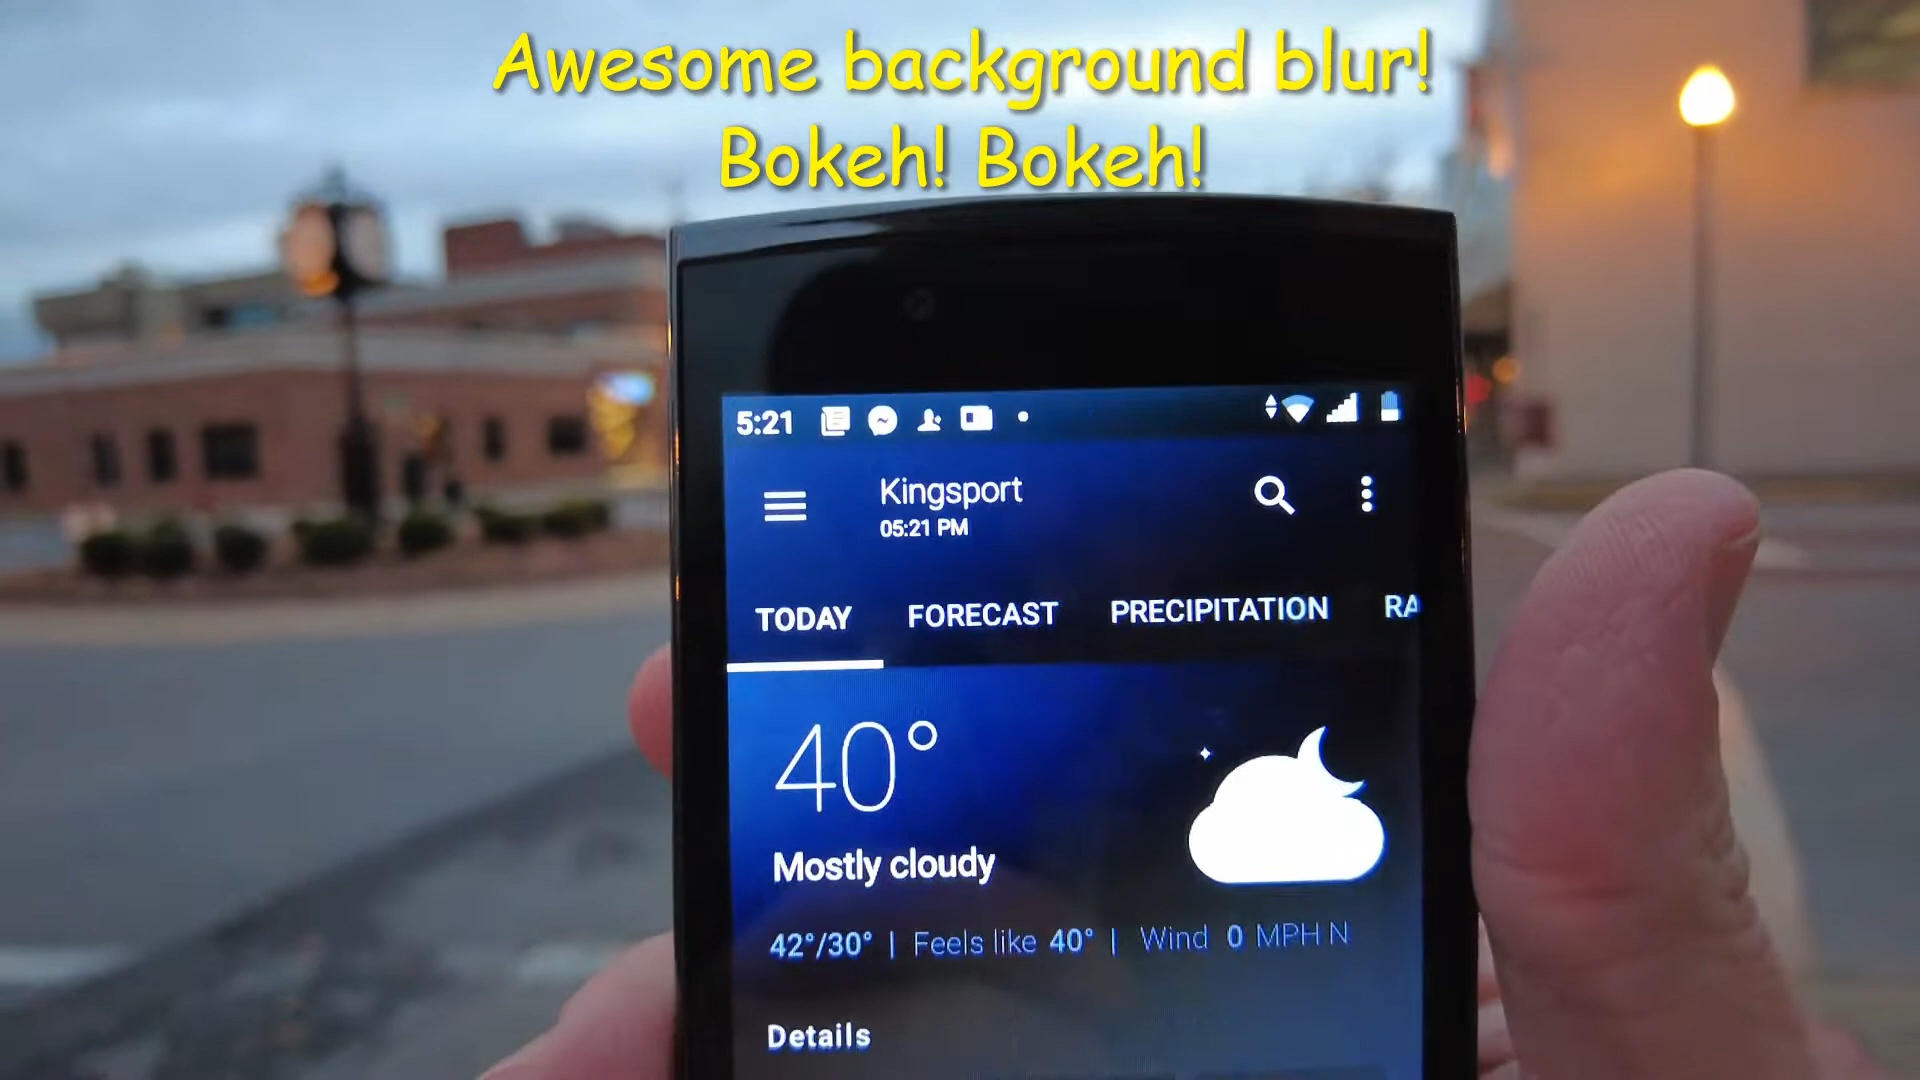 Awesome background blur!
Bokeh! Bokeh!
5:21
Kingsport
05:21 PM
TODAY FORECAST PRECIPITATION RA
40°
Mostly cloudy
42°/30° | Feels like 40° | Wind 0 MPH N
Details